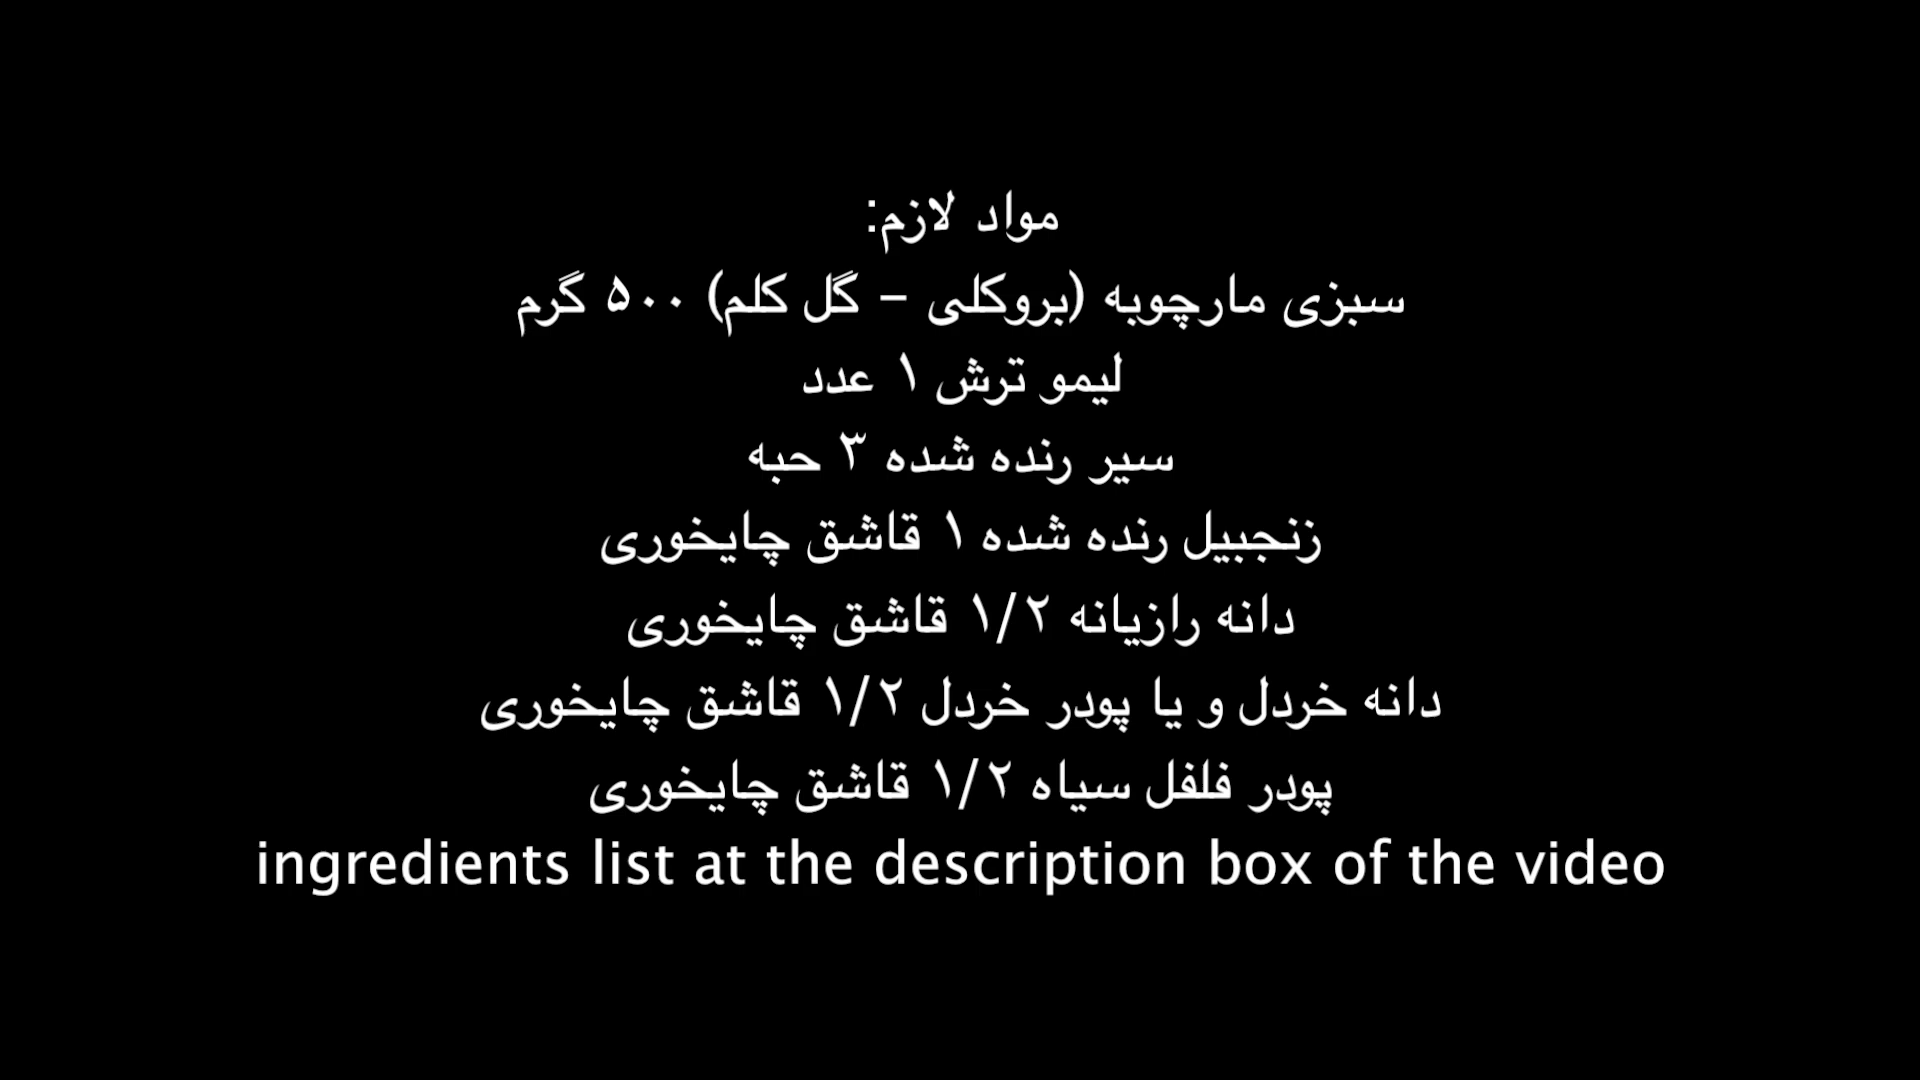 مواد لازم:
سبزی مارچوبه (بروکلی - گل کلم) ۵۰۰ گرم
لیمو ترش ۱ عدد
سیر رنده شده ۳ حبه
زنجبیل رنده شده ۱ قاشق چایخوری
دانه رازیانه ۱/۲ قاشق چایخوری
دانه خردل و یا پودر خردل ۱/۲ قاشق چایخوری
پودر فلفل سیاه ۱/۲ قاشق چایخوری
ingredients list at the description box of the video